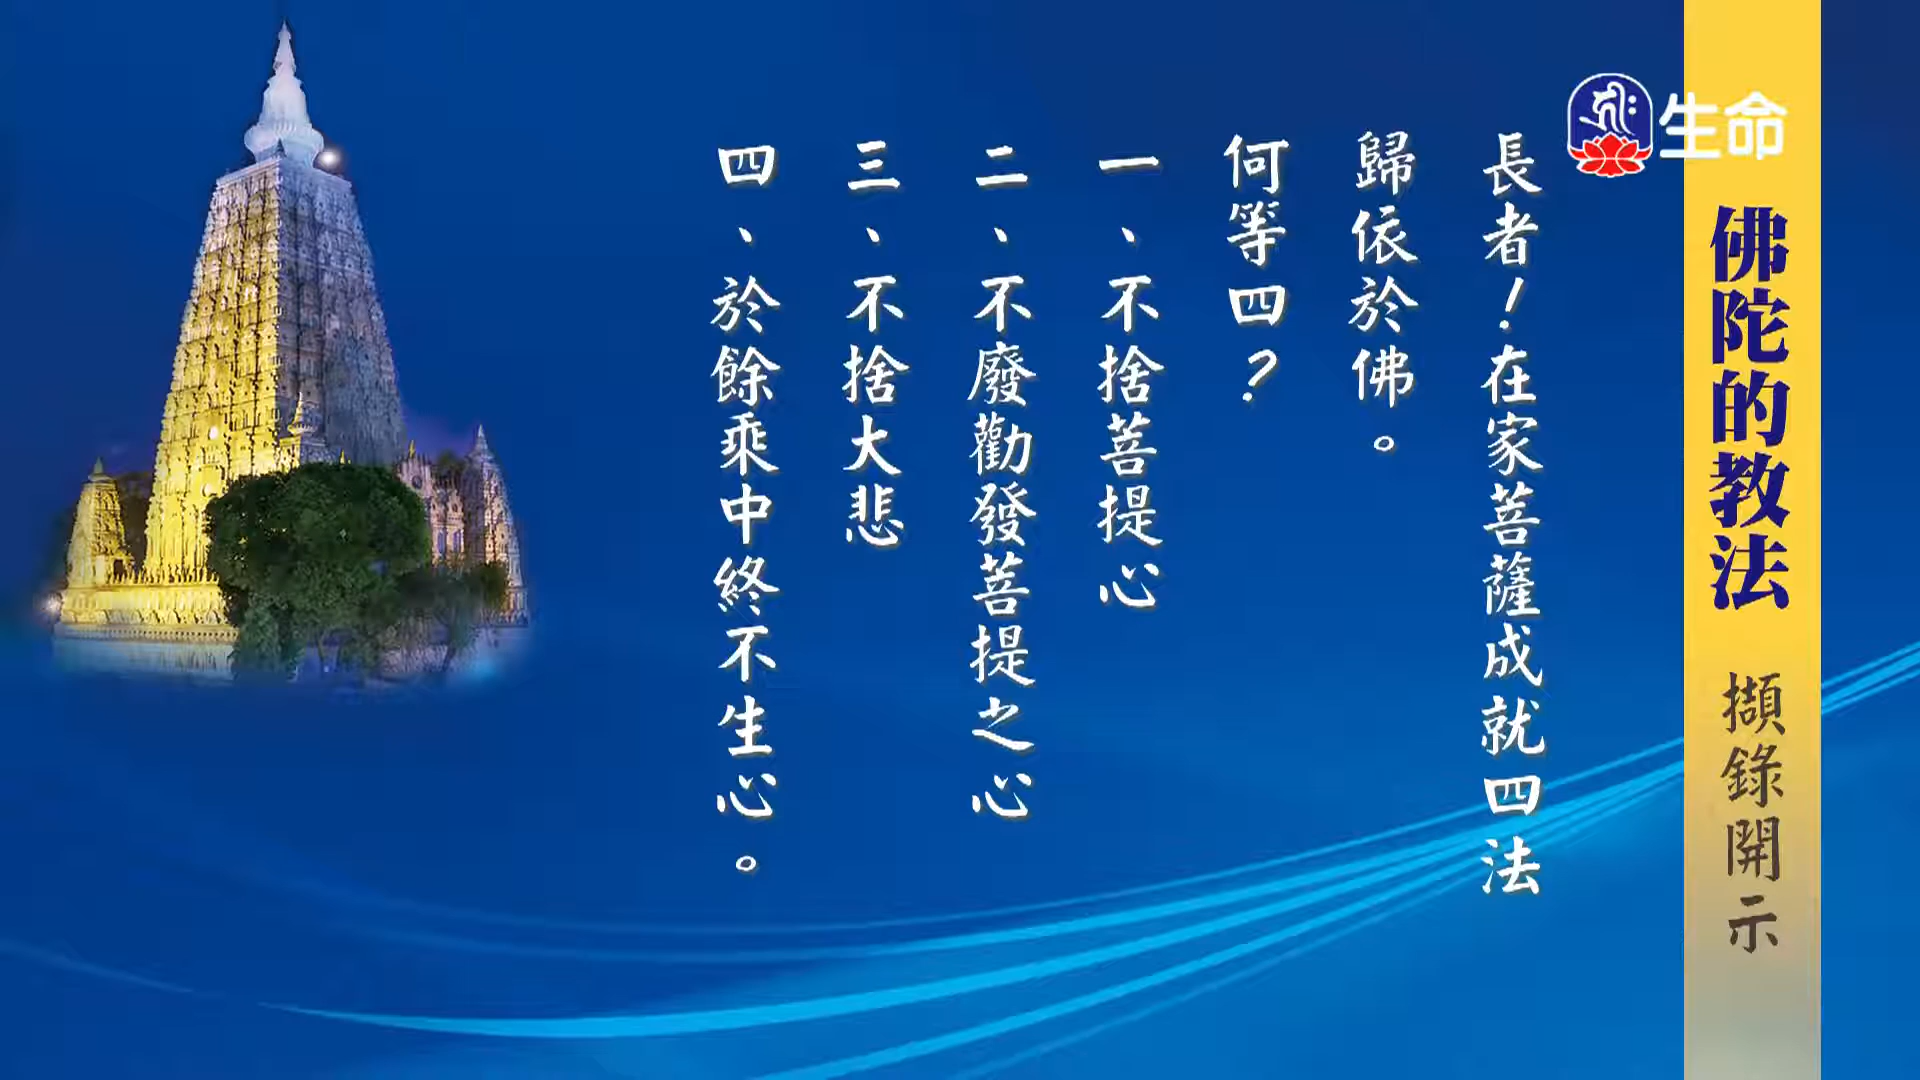 生命
佛陀的教法 擷錄開示
長者！在家菩薩成就四法
歸依於佛。
何等四？
一、不捨菩提心
二、不廢勸發菩提之心
三、不捨大悲
四、於餘乘中終不生心。